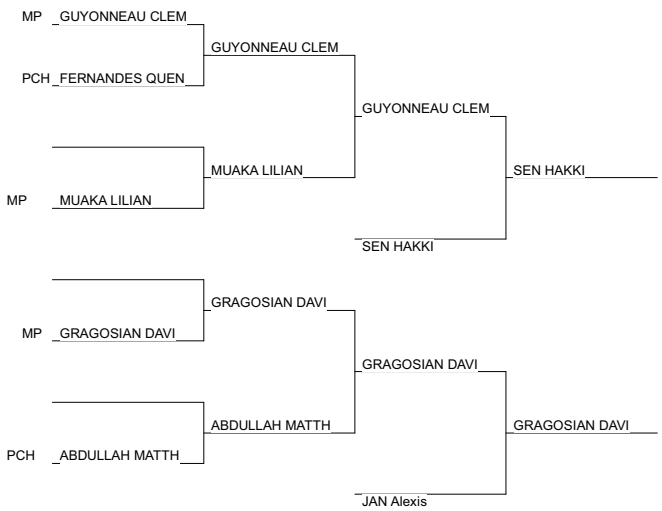 MP GUYONNEAU CLEM
GUYONNEAU CLEM
PCH FERNANDES QUEN
GUYONNEAU CLEM
MUAKA LILIAN
SEN HAKKI
MP MUAKA LILIAN
SEN HAKKI
GRAGOSIAN DAVI
MP GRAGOSIAN DAVI
GRAGOSIAN DAVI
ABDULLAH MATTH
GRAGOSIAN DAVI
PCH ABDULLAH MATTH
JAN Alexis